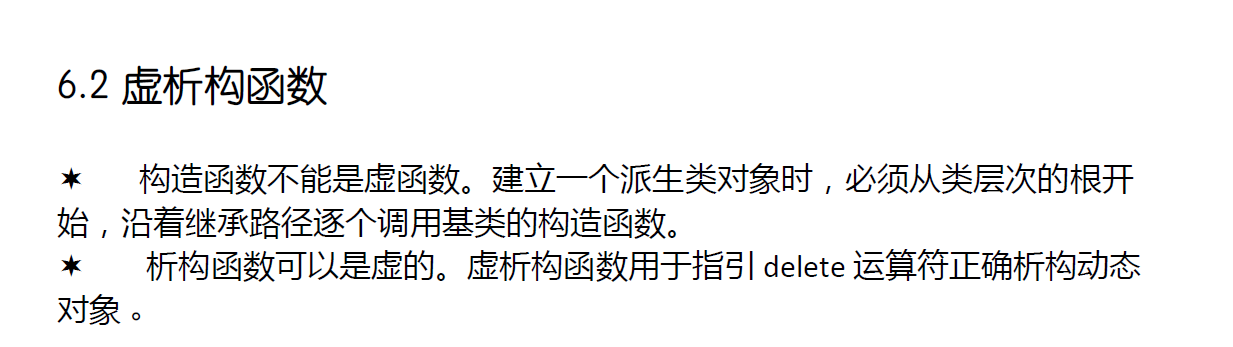 6.2 虚析构函数
✶ 构造函数不能是虚函数。建立一个派生类对象时，必须从类层次的根开
始，沿着继承路径逐个调用基类的构造函数。
✶ 析构函数可以是虚的。虚析构函数用于指引 delete 运算符正确析构动态
对象 。